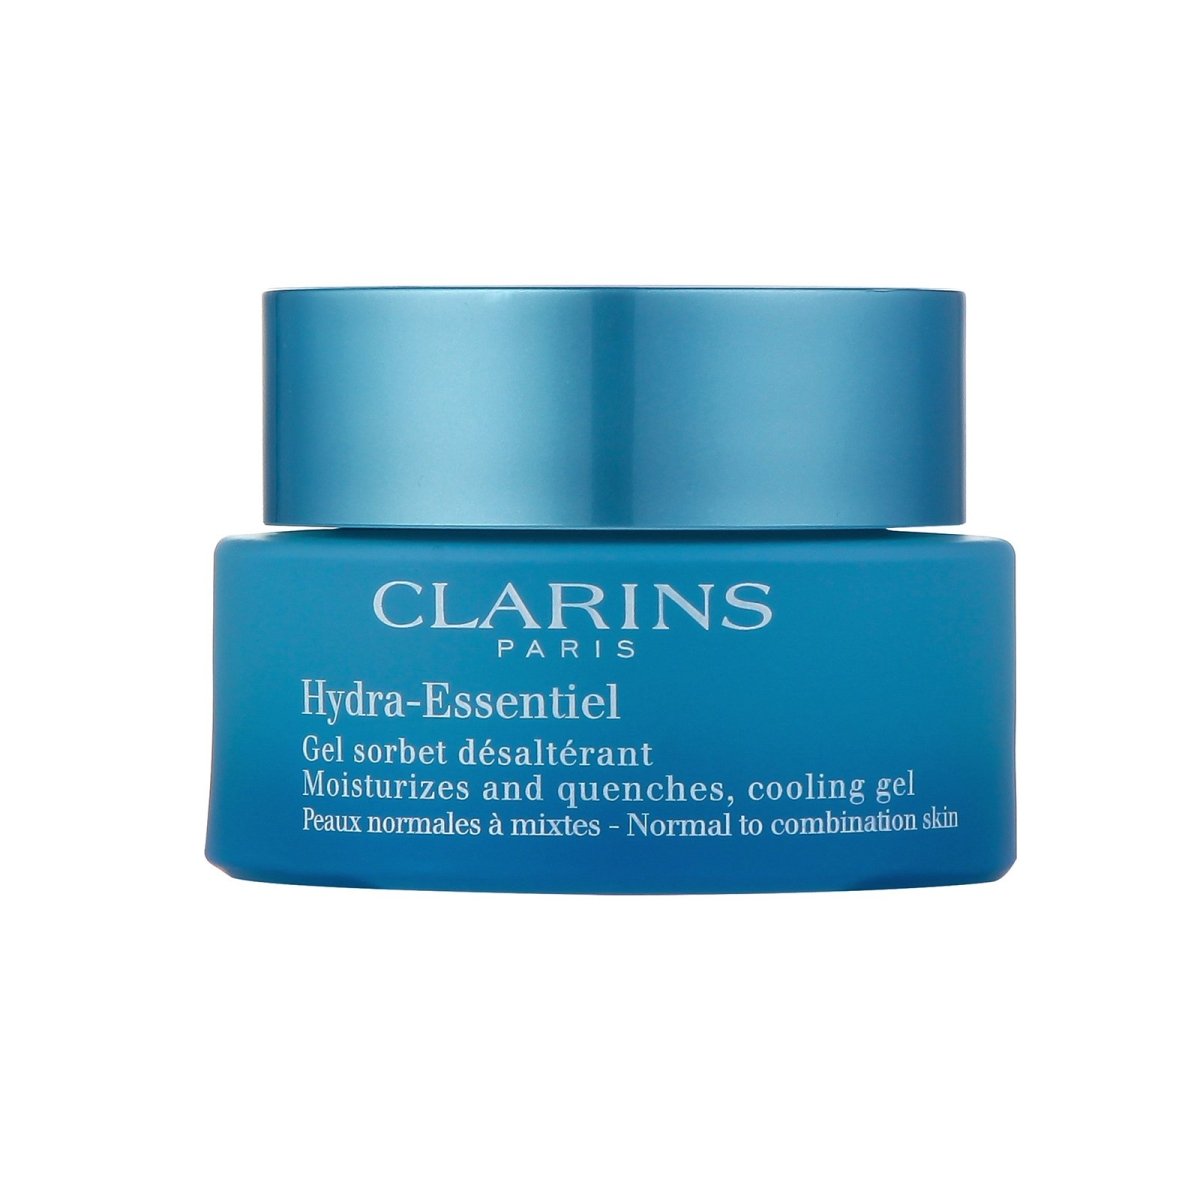 CLARINS
PARIS
Hydra-Essentiel
Gel sorbet désaltérant
Moisturizes and quenches, cooling gel
Peaux normales à mixtes - Normal to combination skin